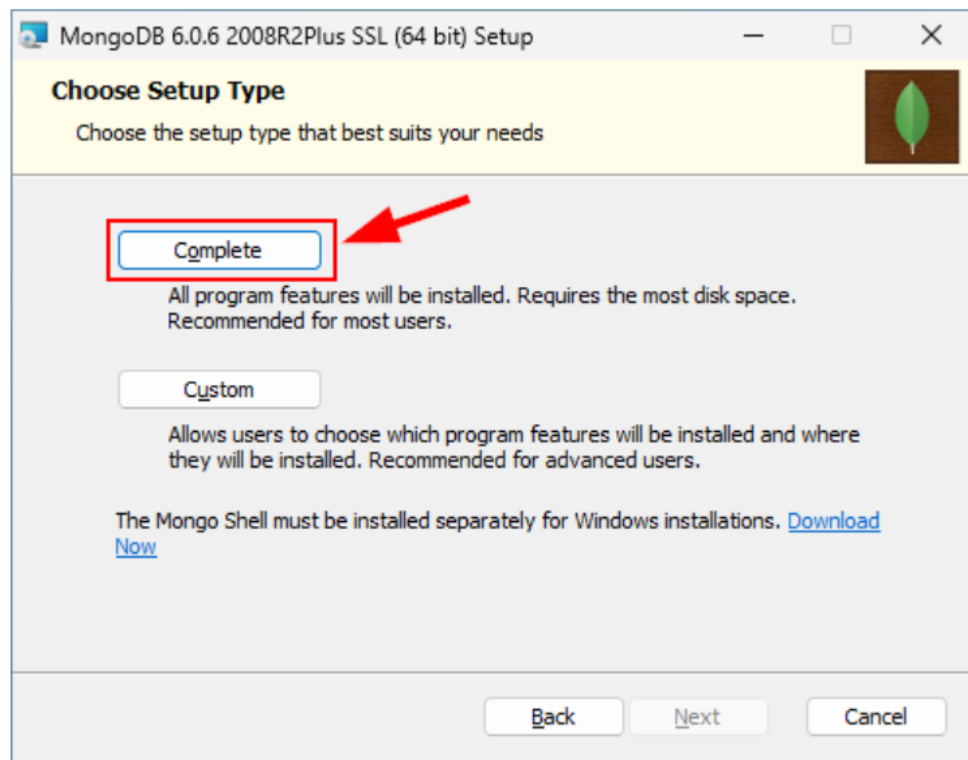 MongoDB 6.0.6 2008R2Plus SSL (64 bit) Setup
Choose Setup Type
Choose the setup type that best suits your needs
Complete
All program features will be installed. Requires the most disk space.
Recommended for most users.
Custom
Allows users to choose which program features will be installed and where
they will be installed. Recommended for advanced users.
The Mongo Shell must be installed separately for Windows installations. Download
Now
Back Next Cancel